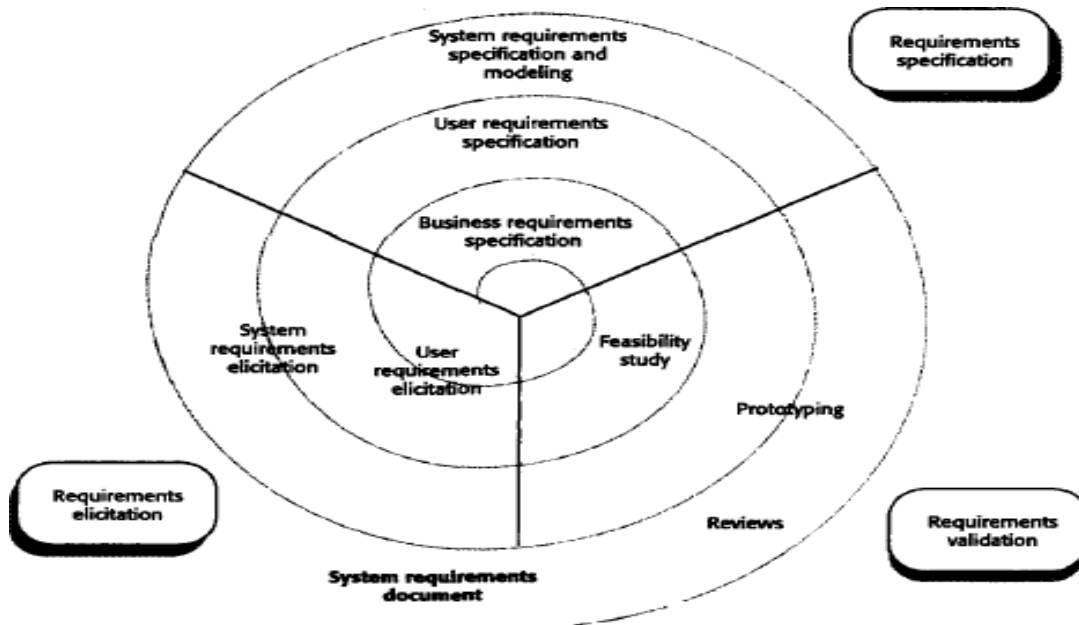 System requirements
specification and
modeling
Requirements
specification
User requirements
specification
Business requirements
specification
System
requirements
elicitation
User
requirements
elicitation
Feasibility
study
Prototyping
Requirements
elicitation
Reviews
Requirements
validation
System requirements
document